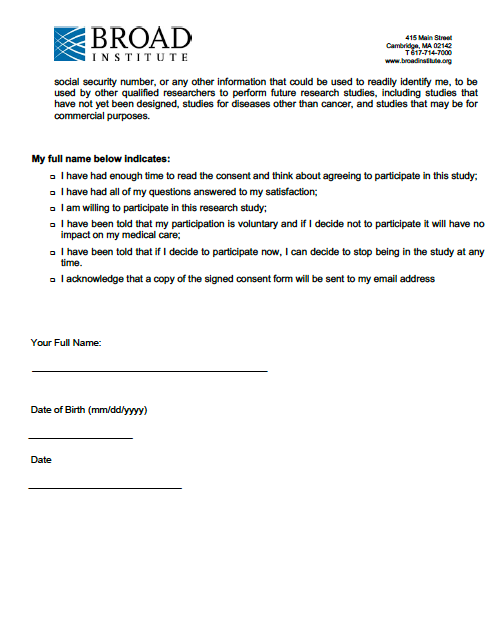 BROAD
INSTITUTE
415 Main Street
Cambridge, MA 02142
T 617-714-7000
www.broadinstitute.org
social security number, or any other information that could be used to readily identify me, to be
used by other qualified researchers to perform future research studies, including studies that
have not yet been designed, studies for diseases other than cancer, and studies that may be for
commercial purposes.
My full name below indicates:
I have had enough time to read the consent and think about agreeing to participate in this study;
I have had all of my questions answered to my satisfaction;
I am willing to participate in this research study;
I have been told that my participation is voluntary and if I decide not to participate it will have no
impact on my medical care;
I have been told that if I decide to participate now, I can decide to stop being in the study at any
time.
I acknowledge that a copy of the signed consent form will be sent to my email address
Your Full Name:
Date of Birth (mm/dd/yyyy)
Date